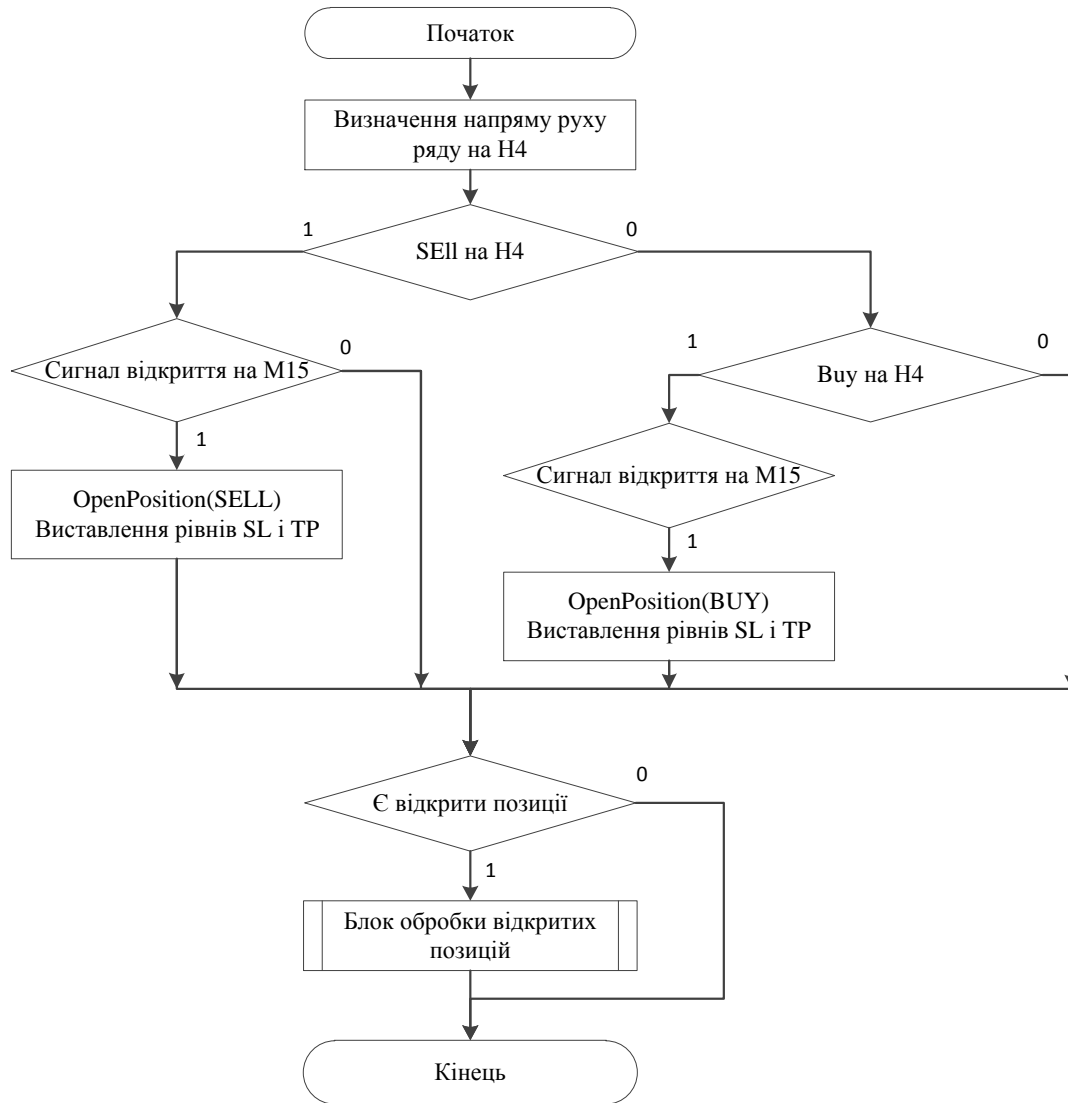 Початок
Визначення напряму руху
ряду на H4
1
SEll на H4
0
Сигнал відкриття на M15
0
1
Buy на H4
0
1
OpenPosition(SELL)
Виставлення рівнів SL і TP
Сигнал відкриття на M15
1
OpenPosition(BUY)
Виставлення рівнів SL і TP
Є відкрити позиції
0
1
Блок обробки відкритих
позицій
Кінець